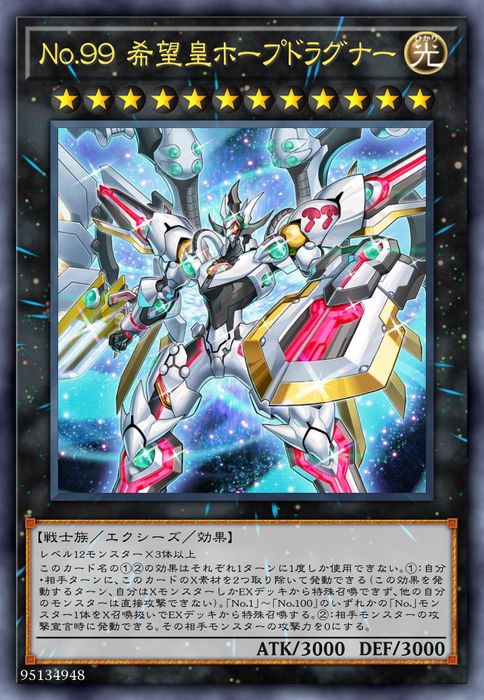 No.99 希望皇ホープドラグナー
ひかり
光
【戦士族/エクシーズ/効果】
レベル12モンスター×3体以上
このカード名の①②の効果はそれぞれ1ターンに1度しか使用できない。①:自分
・相手ターンに、このカードのX素材を2つ取り除いて発動できる(この効果を発
動するターン、自分はXモンスターしかEXデッキから特殊召喚できず、他の自分
のモンスターは直接攻撃できない)。「No.1」~「No.100」のいずれかの「No.」モン
スター1体をX召喚扱いでEXデッキから特殊召喚する。②:相手モンスターの攻
撃宣言時に発動できる。その相手モンスターの攻撃力を0にする。
ATK/3000 DEF/3000
95134948